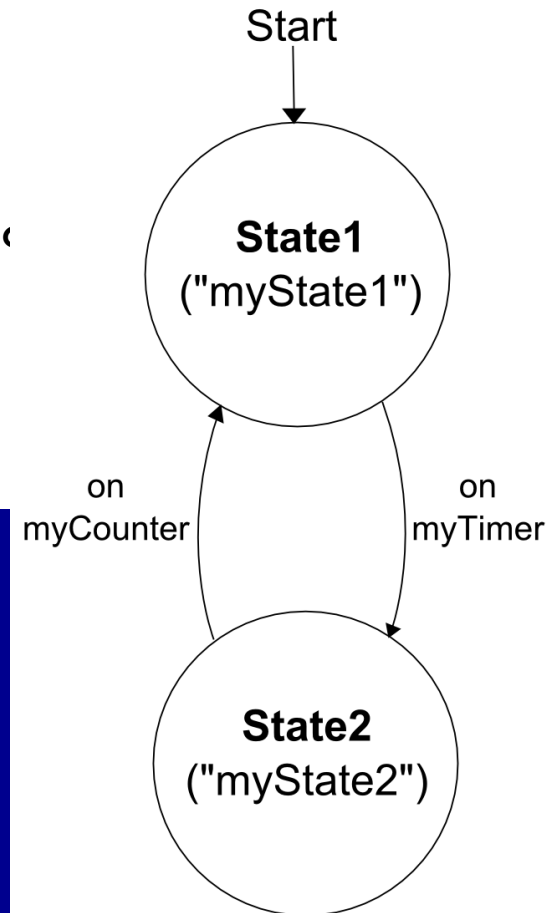 Start
State1
("myState1")
on
myCounter
on
myTimer
State2
("myState2")